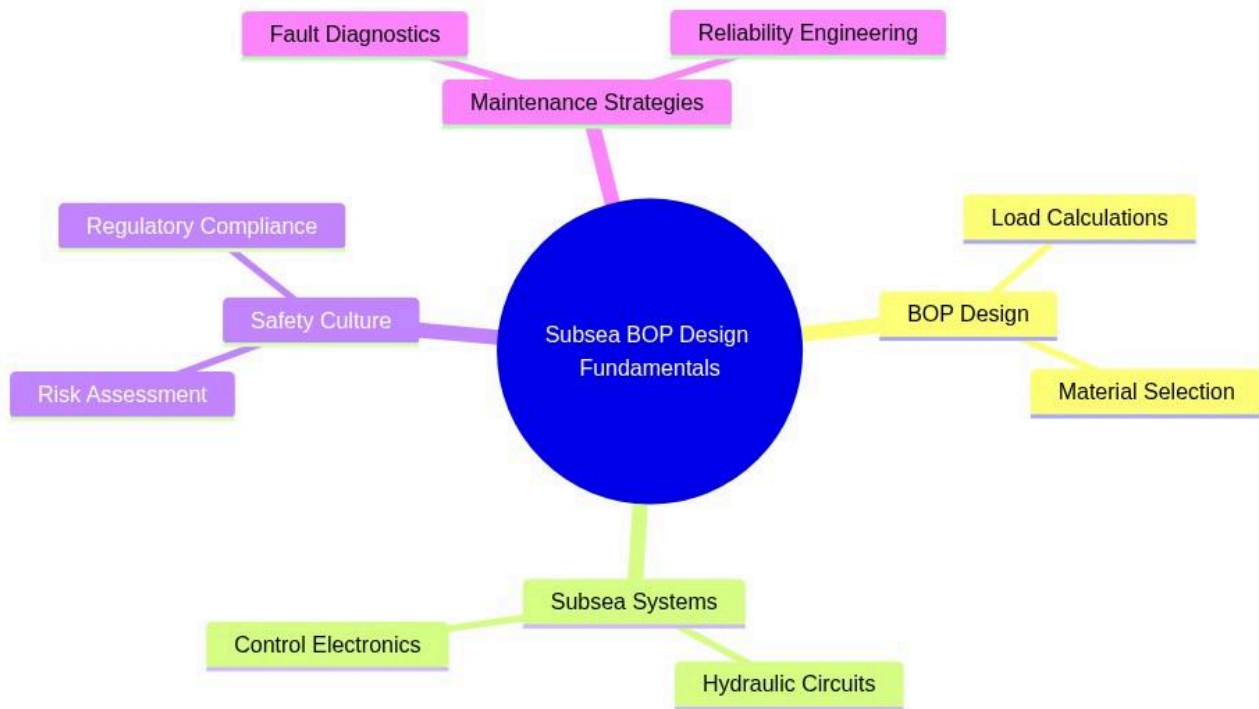 Fault Diagnostics
Reliability Engineering
Maintenance Strategies
Regulatory Compliance
Load Calculations
Safety Culture
BOP Design
Subsea BOP Design
Fundamentals
Risk Assessment
Material Selection
Subsea Systems
Control Electronics
Hydraulic Circuits